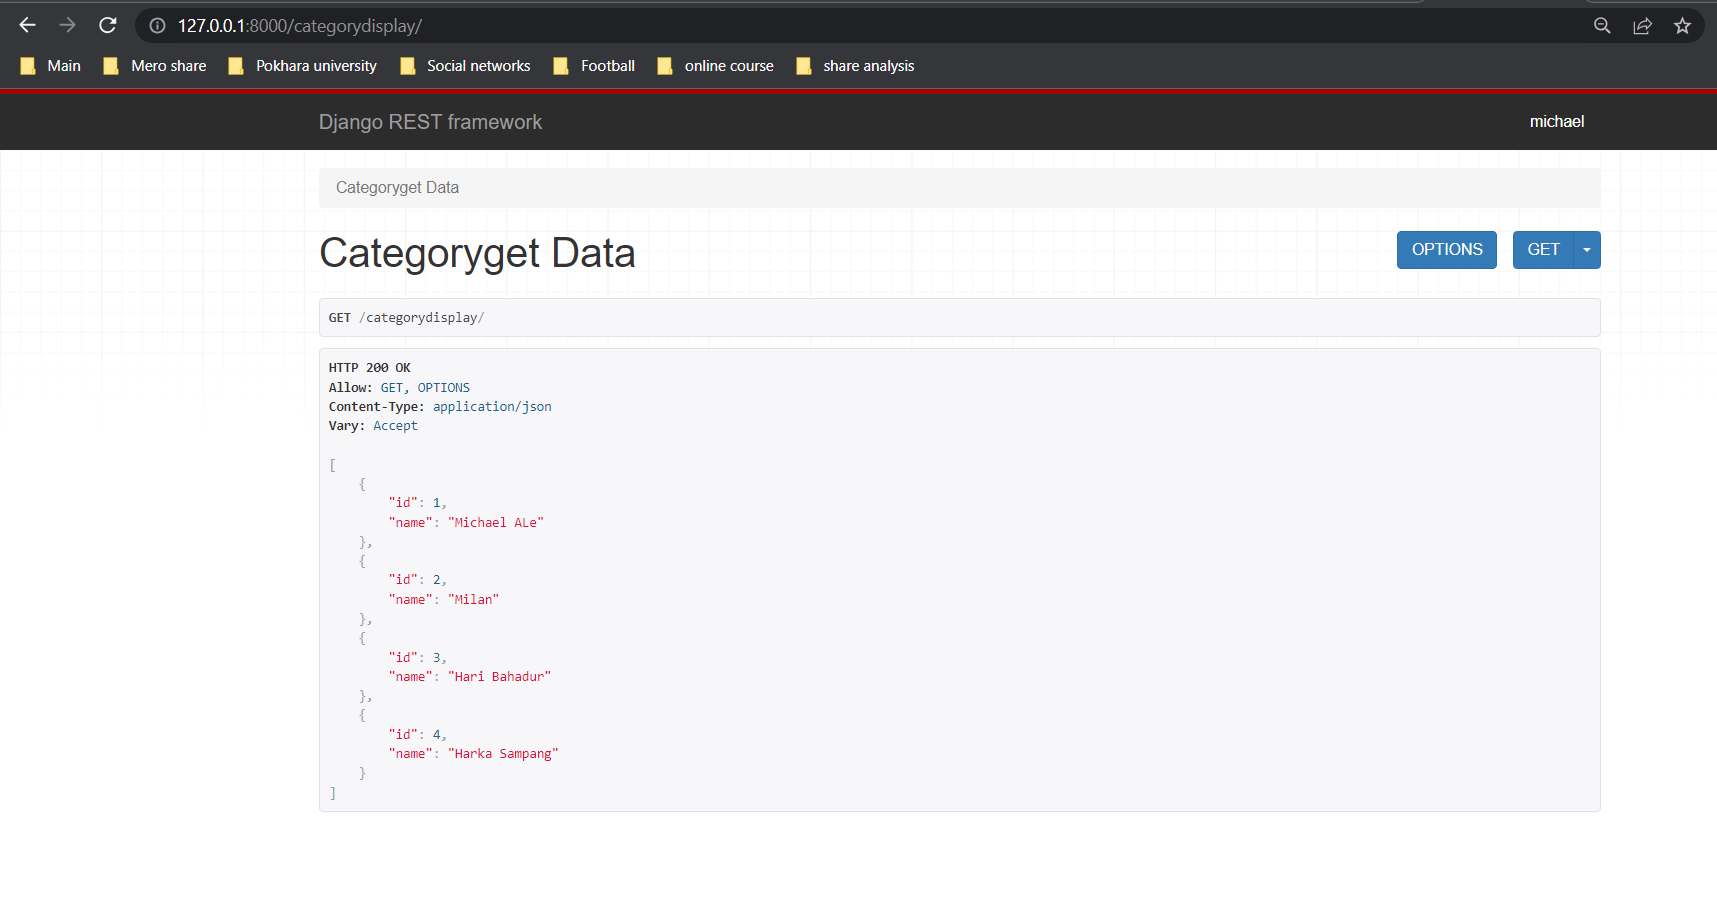 127.0.0.1:8000/categorydisplay/
Main Mero share Pokhara university Social networks Football online course share analysis
Django REST framework michael
Categoryget Data
Categoryget Data OPTIONS GET
GET /categorydisplay/
HTTP 200 OK
Allow: GET, OPTIONS
Content-Type: application/json
Vary: Accept
[
    {
        "id": 1,
        "name": "Michael ALe"
    },
    {
        "id": 2,
        "name": "Milan"
    },
    {
        "id": 3,
        "name": "Hari Bahadur"
    },
    {
        "id": 4,
        "name": "Harka Sampang"
    }
]